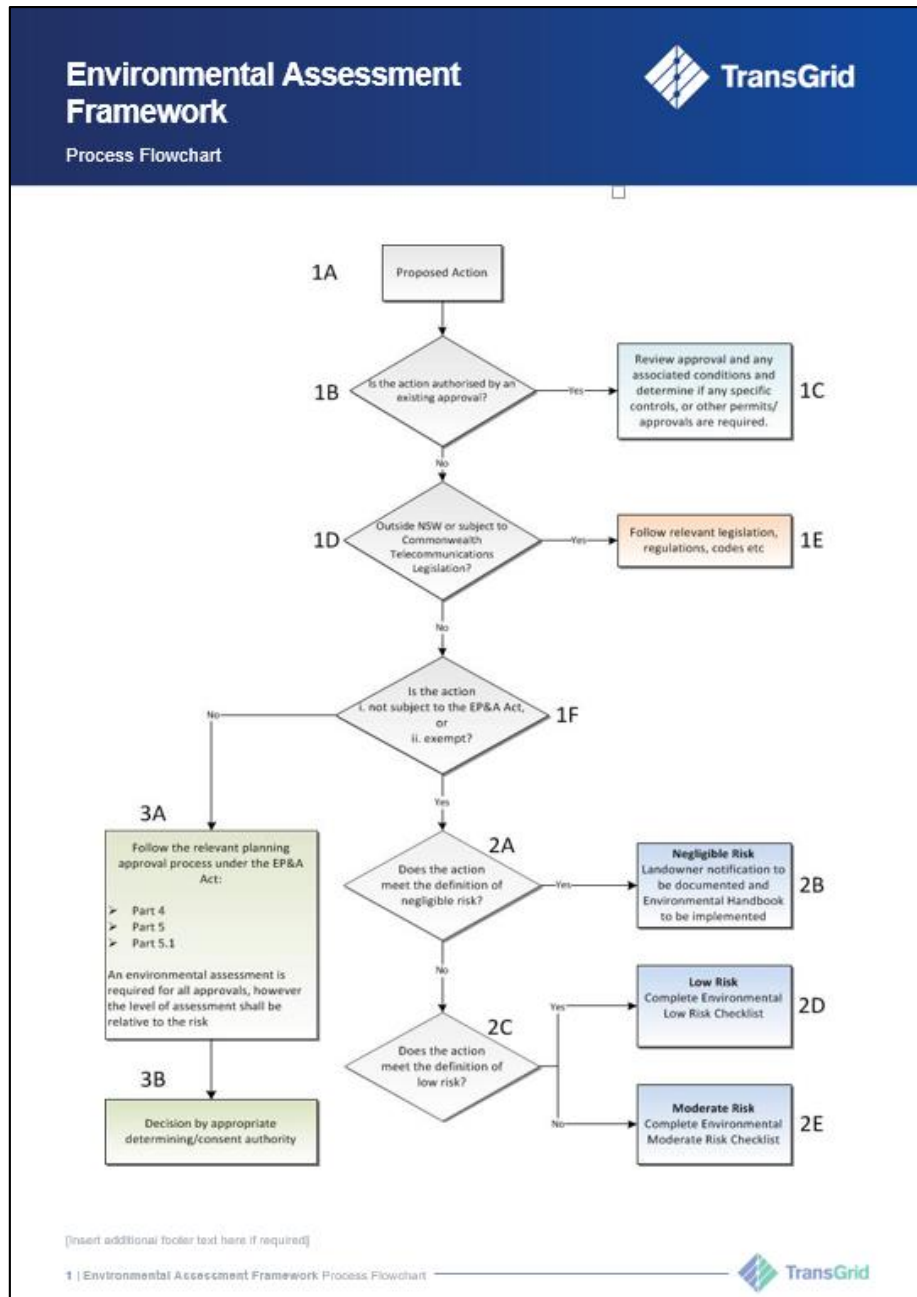 Environmental Assessment
Framework
TransGrid
Process Flowchart
1A
Proposed Action
1B
Is the action authorised by an
existing approval?
Yes
Review approval and any
associated conditions and
determine if any specific
controls, or other permits/
approvals are required.
1C
No
1D
Outside NSW or subject to
Commonwealth
Telecommunications
Legislation?
Yes
Follow relevant legislation,
regulations, codes etc
1E
No
Is the action
i. not subject to the EP&A Act,
or
ii. exempt?
1F
No
Yes
3A
Follow the relevant planning
approval process under the EP&A
Act:
➢ Part 4
➢ Part 5
➢ Part 5.1
An environmental assessment is
required for all approvals, however
the level of assessment shall be
relative to the risk
2A
Does the action
meet the definition of
negligible risk?
Yes
Negligible Risk
Landowner notification to
be documented and
Environmental Handbook
to be implemented
2B
No
2C
Does the action
meet the definition of
low risk?
Yes
Low Risk
Complete Environmental
Low Risk Checklist
2D
No
Moderate Risk
Complete Environmental
Moderate Risk Checklist
2E
3B
Decision by appropriate
determining/consent authority
[Insert additional footer text here if required]
1 | Environmental Assessment Framework Process Flowchart
TransGrid